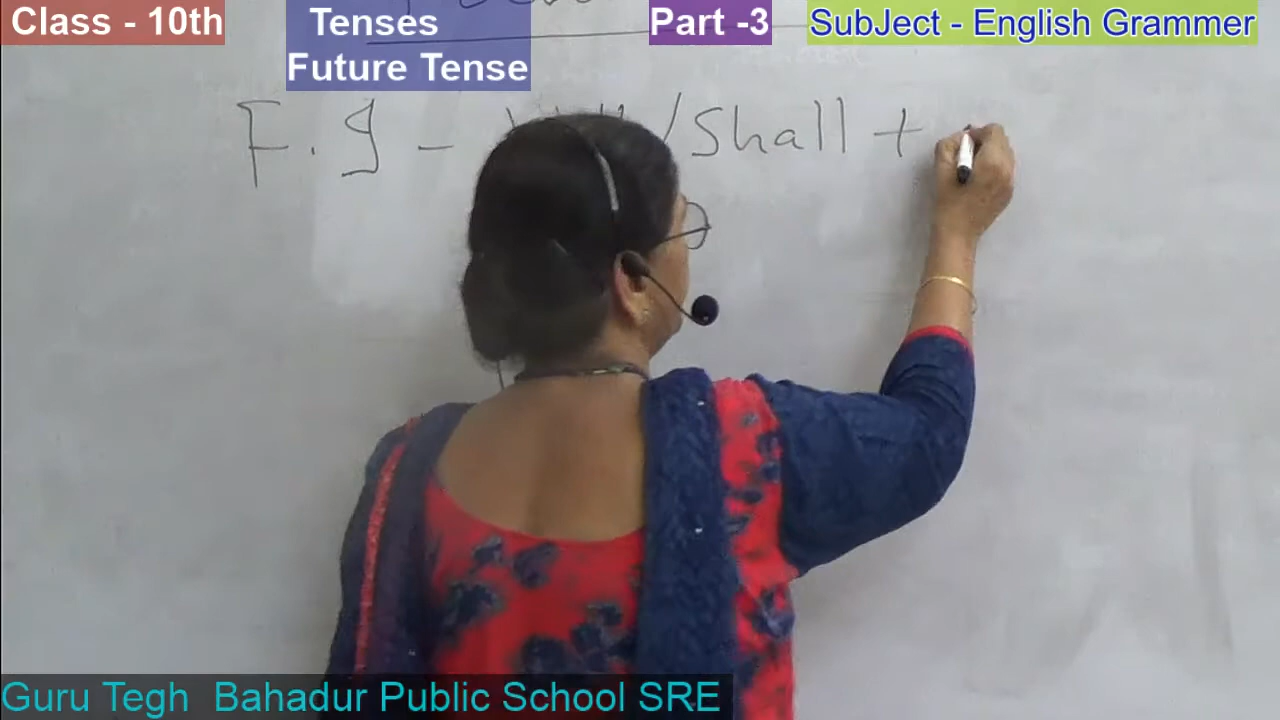 Class - 10th
Tenses
Future Tense
Part -3
SubJect - English Grammer
F. I - /Shall +
Guru Tegh Bahadur Public School SRE